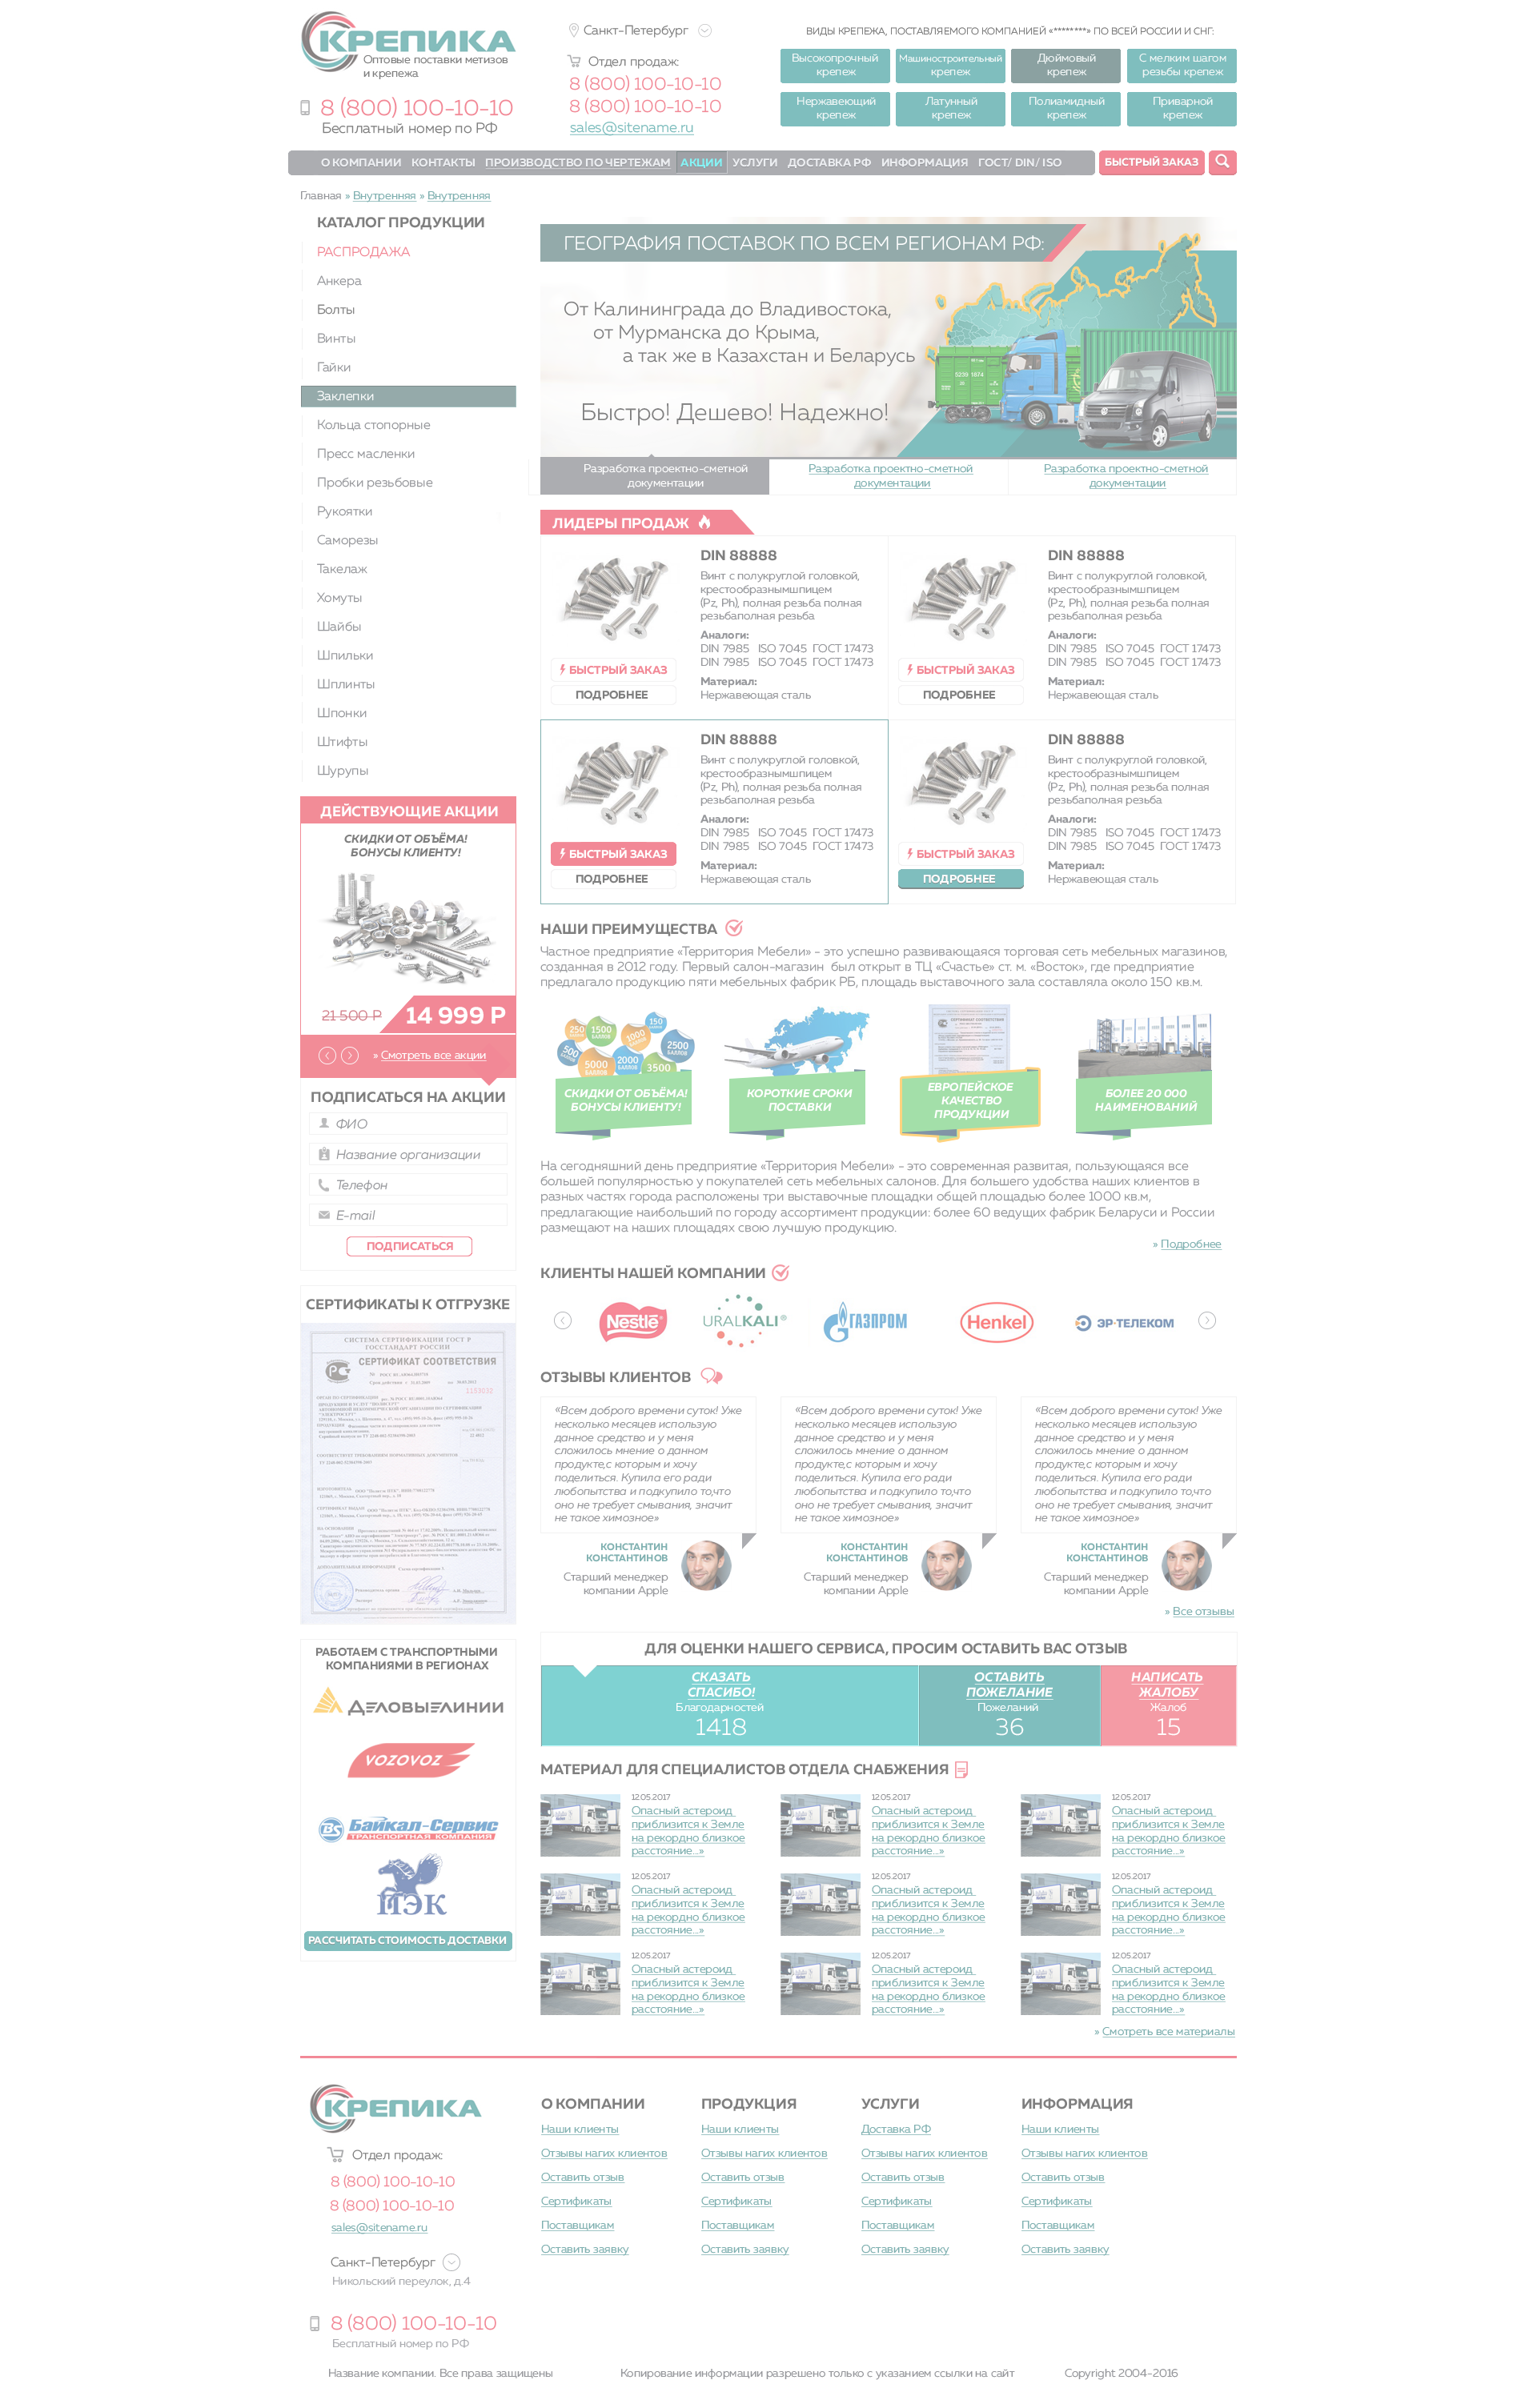 КРЕПИКА
Оптовые поставки метизов
и крепежа
8 (800) 100-10-10
Бесплатный номер по РФ
Санкт-Петербург
Отдел продаж:
8 (800) 100-10-10
8 (800) 100-10-10
sales@sitename.ru
ВИДЫ КРЕПЕЖА, ПОСТАВЛЯЕМОГО КОМПАНИЕЙ «********» ПО ВСЕЙ РОССИИ И СНГ:
Высокопрочный
крепеж
Машиностроительный
крепеж
Дюймовый
крепеж
С мелким шагом
резьбы крепеж
Нержавеющий
крепеж
Латунный
крепеж
Полиамидный
крепеж
Приварной
крепеж
О КОМПАНИИ КОНТАКТЫ ПРОИЗВОДСТВО ПО ЧЕРТЕЖАМ АКЦИИ УСЛУГИ ДОСТАВКА РФ ИНФОРМАЦИЯ ГОСТ/ DIN/ ISO БЫСТРЫЙ ЗАКАЗ
Главная » Внутренняя » Внутренняя
КАТАЛОГ ПРОДУКЦИИ
РАСПРОДАЖА
Анкера
Болты
Винты
Гайки
Заклепки
Кольца стопорные
Пресс масленки
Пробки резьбовые
Рукоятки
Саморезы
Такелаж
Хомуты
Шайбы
Шпильки
Шплинты
Шпонки
Штифты
Шурупы
ДЕЙСТВУЮЩИЕ АКЦИИ
СКИДКИ ОТ ОБЪЁМА!
БОНУСЫ КЛИЕНТУ!
21 500 Р 14 999 Р
» Смотреть все акции
ПОДПИСАТЬСЯ НА АКЦИИ
ФИО
Название организации
Телефон
E-mail
ПОДПИСАТЬСЯ
СЕРТИФИКАТЫ К ОТГРУЗКЕ
СИСТЕМА СЕРТИФИКАЦИИ ГОСТ Р
ГОССТАНДАРТ РОССИИ
СЕРТИФИКАТ СООТВЕТСТВИЯ
РАБОТАЕМ С ТРАНСПОРТНЫМИ
КОМПАНИЯМИ В РЕГИОНАХ
ДЕЛОВЫЕ ЛИНИИ
VOZOVOZ
Байкал-Сервис
ТРАНСПОРТНАЯ КОМПАНИЯ
ПЭК
РАССЧИТАТЬ СТОИМОСТЬ ДОСТАВКИ
ГЕОГРАФИЯ ПОСТАВОК ПО ВСЕМ РЕГИОНАМ РФ:
От Калининграда до Владивостока,
от Мурманска до Крыма,
а так же в Казахстан и Беларусь
Быстро! Дешево! Надежно!
Разработка проектно-сметной
документации
Разработка проектно-сметной
документации
Разработка проектно-сметной
документации
ЛИДЕРЫ ПРОДАЖ
DIN 88888
Винт с полукруглой головкой,
крестообразнымшпицем
(Pz, Ph), полная резьба полная
резьбаполная резьба
Аналоги:
DIN 7985 ISO 7045 ГОСТ 17473
DIN 7985 ISO 7045 ГОСТ 17473
Материал:
Нержавеющая сталь
БЫСТРЫЙ ЗАКАЗ
ПОДРОБНЕЕ
DIN 88888
Винт с полукруглой головкой,
крестообразнымшпицем
(Pz, Ph), полная резьба полная
резьбаполная резьба
Аналоги:
DIN 7985 ISO 7045 ГОСТ 17473
DIN 7985 ISO 7045 ГОСТ 17473
Материал:
Нержавеющая сталь
БЫСТРЫЙ ЗАКАЗ
ПОДРОБНЕЕ
DIN 88888
Винт с полукруглой головкой,
крестообразнымшпицем
(Pz, Ph), полная резьба полная
резьбаполная резьба
Аналоги:
DIN 7985 ISO 7045 ГОСТ 17473
DIN 7985 ISO 7045 ГОСТ 17473
Материал:
Нержавеющая сталь
БЫСТРЫЙ ЗАКАЗ
ПОДРОБНЕЕ
DIN 88888
Винт с полукруглой головкой,
крестообразнымшпицем
(Pz, Ph), полная резьба полная
резьбаполная резьба
Аналоги:
DIN 7985 ISO 7045 ГОСТ 17473
DIN 7985 ISO 7045 ГОСТ 17473
Материал:
Нержавеющая сталь
БЫСТРЫЙ ЗАКАЗ
ПОДРОБНЕЕ
НАШИ ПРЕИМУЩЕСТВА
Частное предприятие «Территория Мебели» - это успешно развивающаяся торговая сеть мебельных магазинов,
созданная в 2012 году. Первый салон-магазин был открыт в ТЦ «Счастье» ст. м. «Восток», где предприятие
предлагало продукцию пяти мебельных фабрик РБ, площадь выставочного зала составляла около 150 кв.м.
СКИДКИ ОТ ОБЪЁМА!
БОНУСЫ КЛИЕНТУ!
КОРОТКИЕ СРОКИ
ПОСТАВКИ
ЕВРОПЕЙСКОЕ
КАЧЕСТВО
ПРОДУКЦИИ
БОЛЕЕ 20 000
НАИМЕНОВАНИЙ
На сегодняшний день предприятие «Территория Мебели» - это современная развитая, пользующаяся все
большей популярностью у покупателей сеть мебельных салонов. Для большего удобства наших клиентов в
разных частях города расположены три выставочные площадки общей площадью более 1000 кв.м,
предлагающие наибольший по городу ассортимент продукции: более 60 ведущих фабрик Беларуси и России
размещают на наших площадях свою лучшую продукцию.
» Подробнее
КЛИЕНТЫ НАШЕЙ КОМПАНИИ
Nestlé
URALKALI
ГАЗПРОМ
Henkel
ЭР-ТЕЛЕКОМ
ОТЗЫВЫ КЛИЕНТОВ
«Всем доброго времени суток! Уже
несколько месяцев использую
данное средство и у меня
сложилось мнение о данном
продукте,с которым и хочу
поделиться. Купила его ради
любопытства и подкупило то,что
оно не требует смывания, значит
не такое химозное»
КОНСТАНТИН
КОНСТАНТИНОВ
Старший менеджер
компании Apple
«Всем доброго времени суток! Уже
несколько месяцев использую
данное средство и у меня
сложилось мнение о данном
продукте,с которым и хочу
поделиться. Купила его ради
любопытства и подкупило то,что
оно не требует смывания, значит
не такое химозное»
КОНСТАНТИН
КОНСТАНТИНОВ
Старший менеджер
компании Apple
«Всем доброго времени суток! Уже
несколько месяцев использую
данное средство и у меня
сложилось мнение о данном
продукте,с которым и хочу
поделиться. Купила его ради
любопытства и подкупило то,что
оно не требует смывания, значит
не такое химозное»
КОНСТАНТИН
КОНСТАНТИНОВ
Старший менеджер
компании Apple
» Все отзывы
ДЛЯ ОЦЕНКИ НАШЕГО СЕРВИСА, ПРОСИМ ОСТАВИТЬ ВАС ОТЗЫВ
СКАЗАТЬ
СПАСИБО!
Благодарностей
1418
ОСТАВИТЬ
ПОЖЕЛАНИЕ
Пожеланий
36
НАПИСАТЬ
ЖАЛОБУ
Жалоб
15
МАТЕРИАЛ ДЛЯ СПЕЦИАЛИСТОВ ОТДЕЛА СНАБЖЕНИЯ
12.05.2017
Опасный астероид
приблизится к Земле
на рекордно близкое
расстояние...»
12.05.2017
Опасный астероид
приблизится к Земле
на рекордно близкое
расстояние...»
12.05.2017
Опасный астероид
приблизится к Земле
на рекордно близкое
расстояние...»
12.05.2017
Опасный астероид
приблизится к Земле
на рекордно близкое
расстояние...»
12.05.2017
Опасный астероид
приблизится к Земле
на рекордно близкое
расстояние...»
12.05.2017
Опасный астероид
приблизится к Земле
на рекордно близкое
расстояние...»
12.05.2017
Опасный астероид
приблизится к Земле
на рекордно близкое
расстояние...»
12.05.2017
Опасный астероид
приблизится к Земле
на рекордно близкое
расстояние...»
12.05.2017
Опасный астероид
приблизится к Земле
на рекордно близкое
расстояние...»
» Смотреть все материалы
КРЕПИКА
Отдел продаж:
8 (800) 100-10-10
8 (800) 100-10-10
sales@sitename.ru
Санкт-Петербург
Никольский переулок, д.4
8 (800) 100-10-10
Бесплатный номер по РФ
О КОМПАНИИ
Наши клиенты
Отзывы нагих клиентов
Оставить отзыв
Сертификаты
Поставщикам
Оставить заявку
ПРОДУКЦИЯ
Наши клиенты
Отзывы нагих клиентов
Оставить отзыв
Сертификаты
Поставщикам
Оставить заявку
УСЛУГИ
Доставка РФ
Отзывы нагих клиентов
Оставить отзыв
Сертификаты
Поставщикам
Оставить заявку
ИНФОРМАЦИЯ
Наши клиенты
Отзывы нагих клиентов
Оставить отзыв
Сертификаты
Поставщикам
Оставить заявку
Название компании. Все права защищены
Копирование информации разрешено только с указанием ссылки на сайт
Copyright 2004-2016